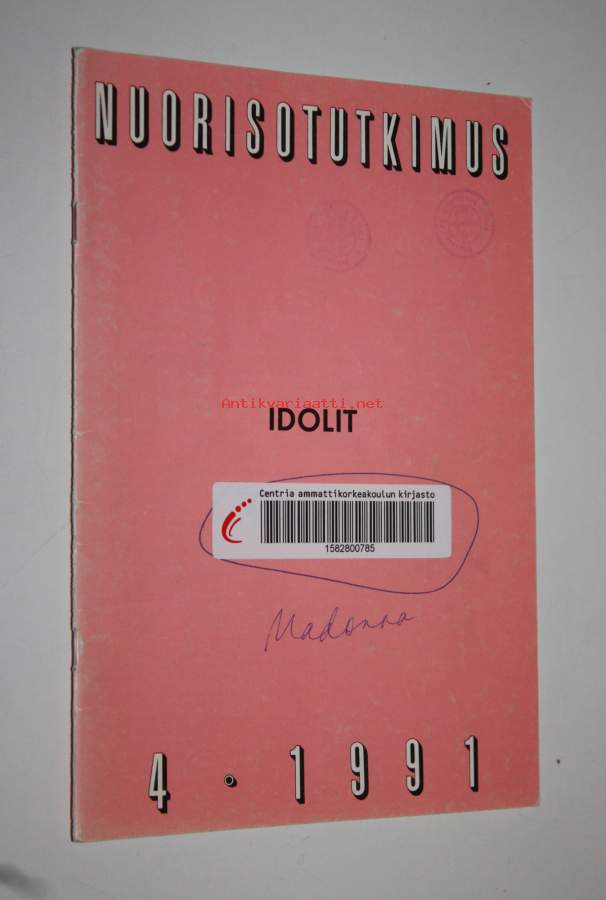 NUORISOTUTKIMUS
Antikvariaatti.net
IDOLIT
Centria ammattikorkeakoulun kirjasto
1582800785
Madonna
4 • 1991